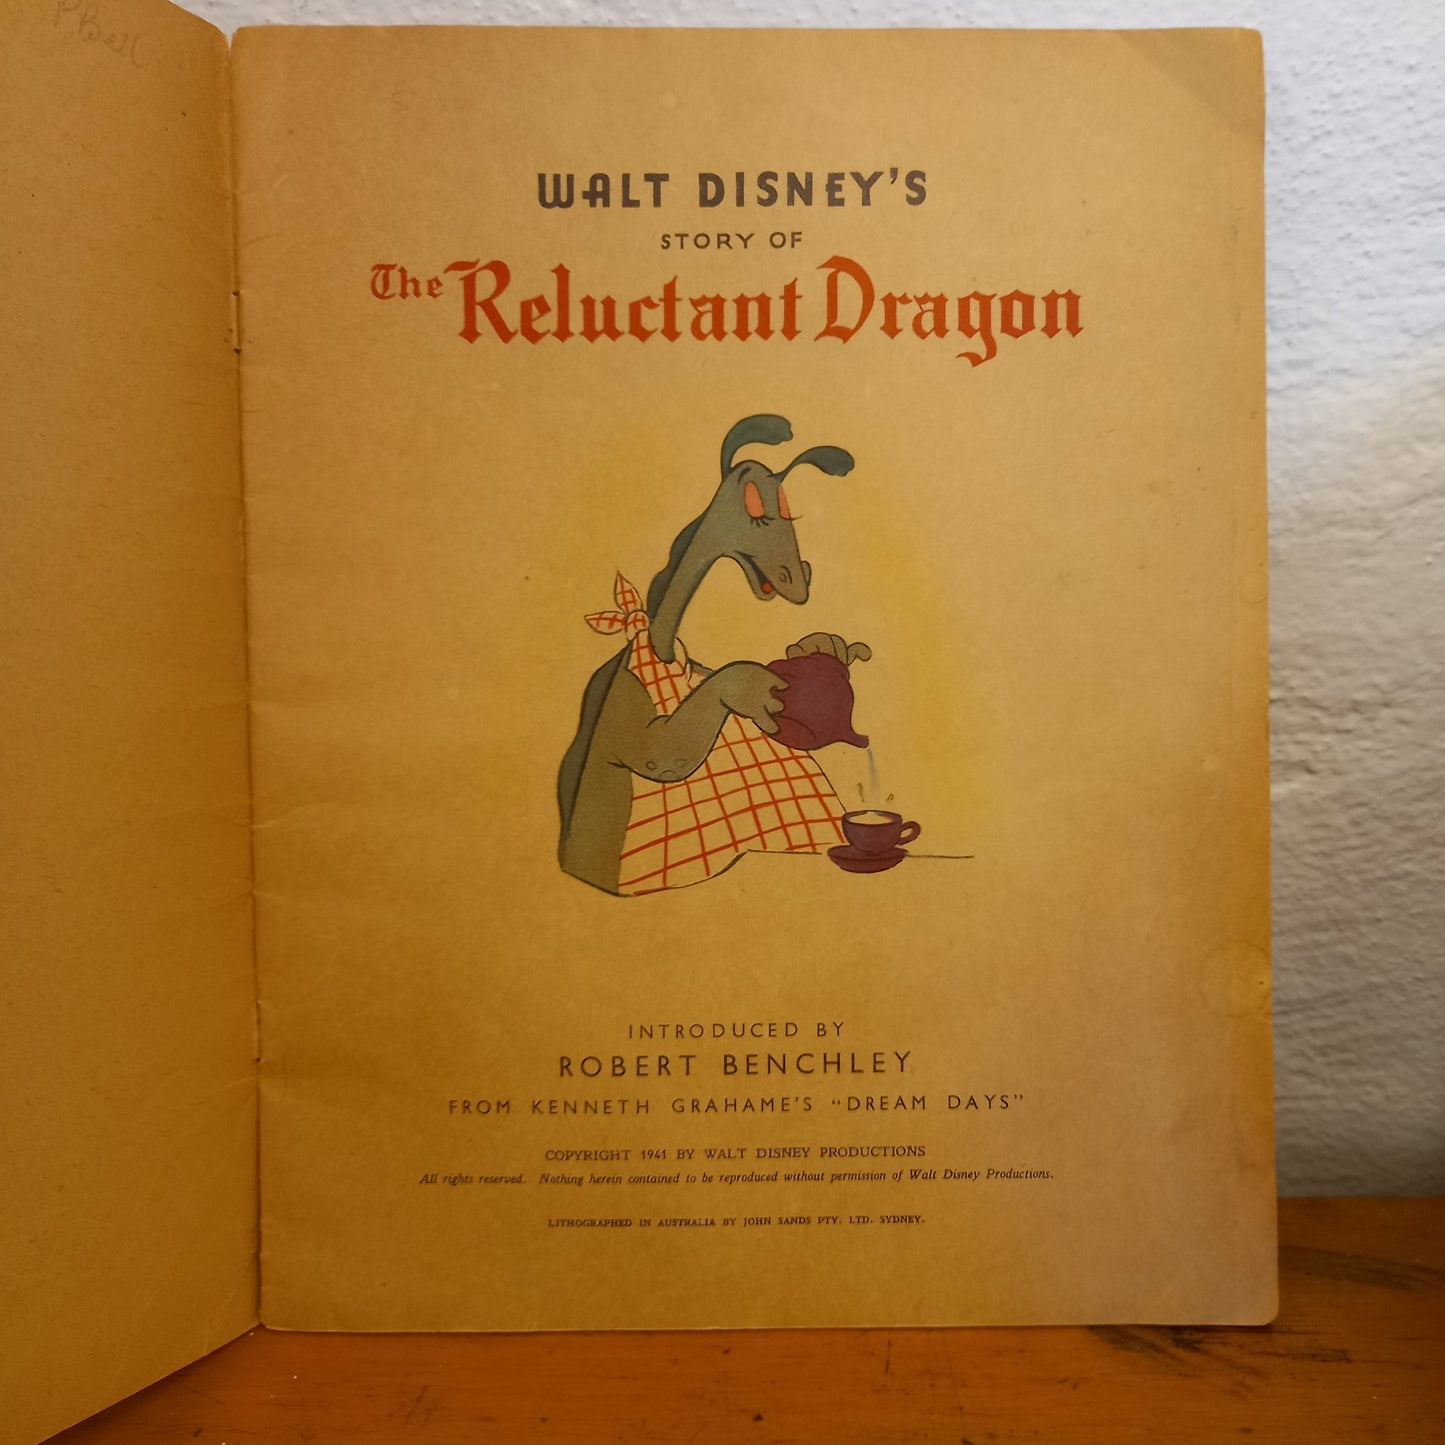 P Bell
WALT DISNEY'S
STORY OF
The Reluctant Dragon
INTRODUCED BY
ROBERT BENCHLEY
FROM KENNETH GRAHAME'S "DREAM DAYS"
COPYRIGHT 1941 BY WALT DISNEY PRODUCTIONS
All rights reserved. Nothing herein contained to be reproduced without permission of Walt Disney Productions.
LITHOGRAPHED IN AUSTRALIA BY JOHN SANDS PTY. LTD. SYDNEY.